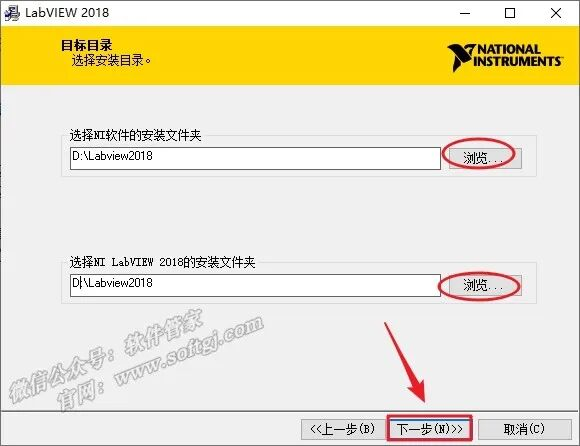 LabVIEW 2018
目标目录
选择安装目录。
NATIONAL
INSTRUMENTS
选择NI软件的安装文件夹
D:\Labview2018
浏览...
选择NI LabVIEW 2018的安装文件夹
D:\Labview2018
浏览...
微信公众号：软件管家
官网：www.softgj.com
<<上一步(B)
下一步(N)>>
取消(C)